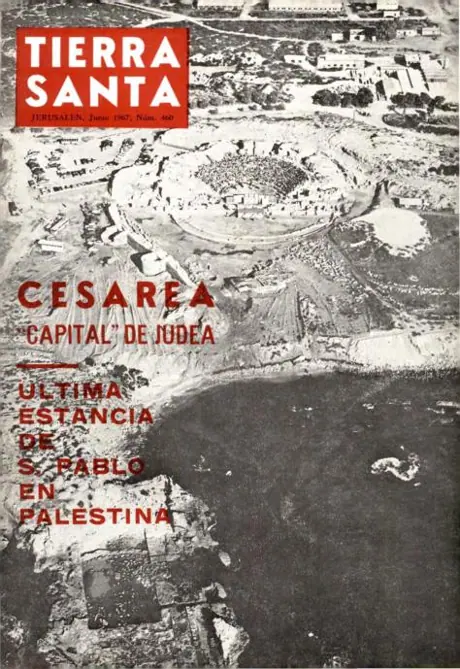 TIERRA
SANTA
JERUSALEN, Junio 1967, Núm. 460
CESAREA
"CAPITAL" DE JUDEA
ULTIMA
ESTANCIA
DE
S. PABLO
EN
PALESTINA